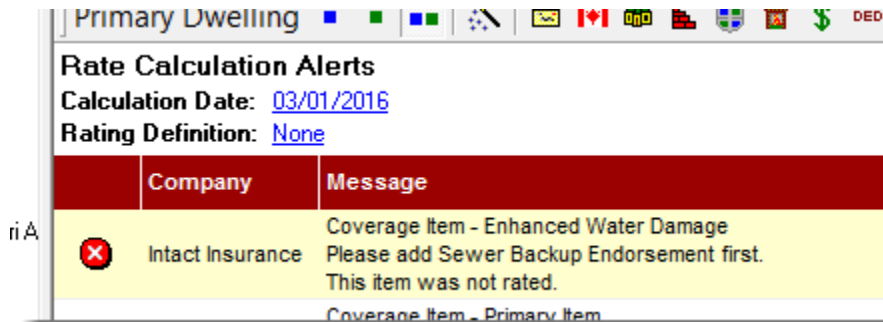 Primary Dwelling
DED
Rate Calculation Alerts
Calculation Date: 03/01/2016
Rating Definition: None
Company Message
ri A
Intact Insurance
Coverage Item - Enhanced Water Damage
Please add Sewer Backup Endorsement first.
This item was not rated.
Coverage Item - Primary Item